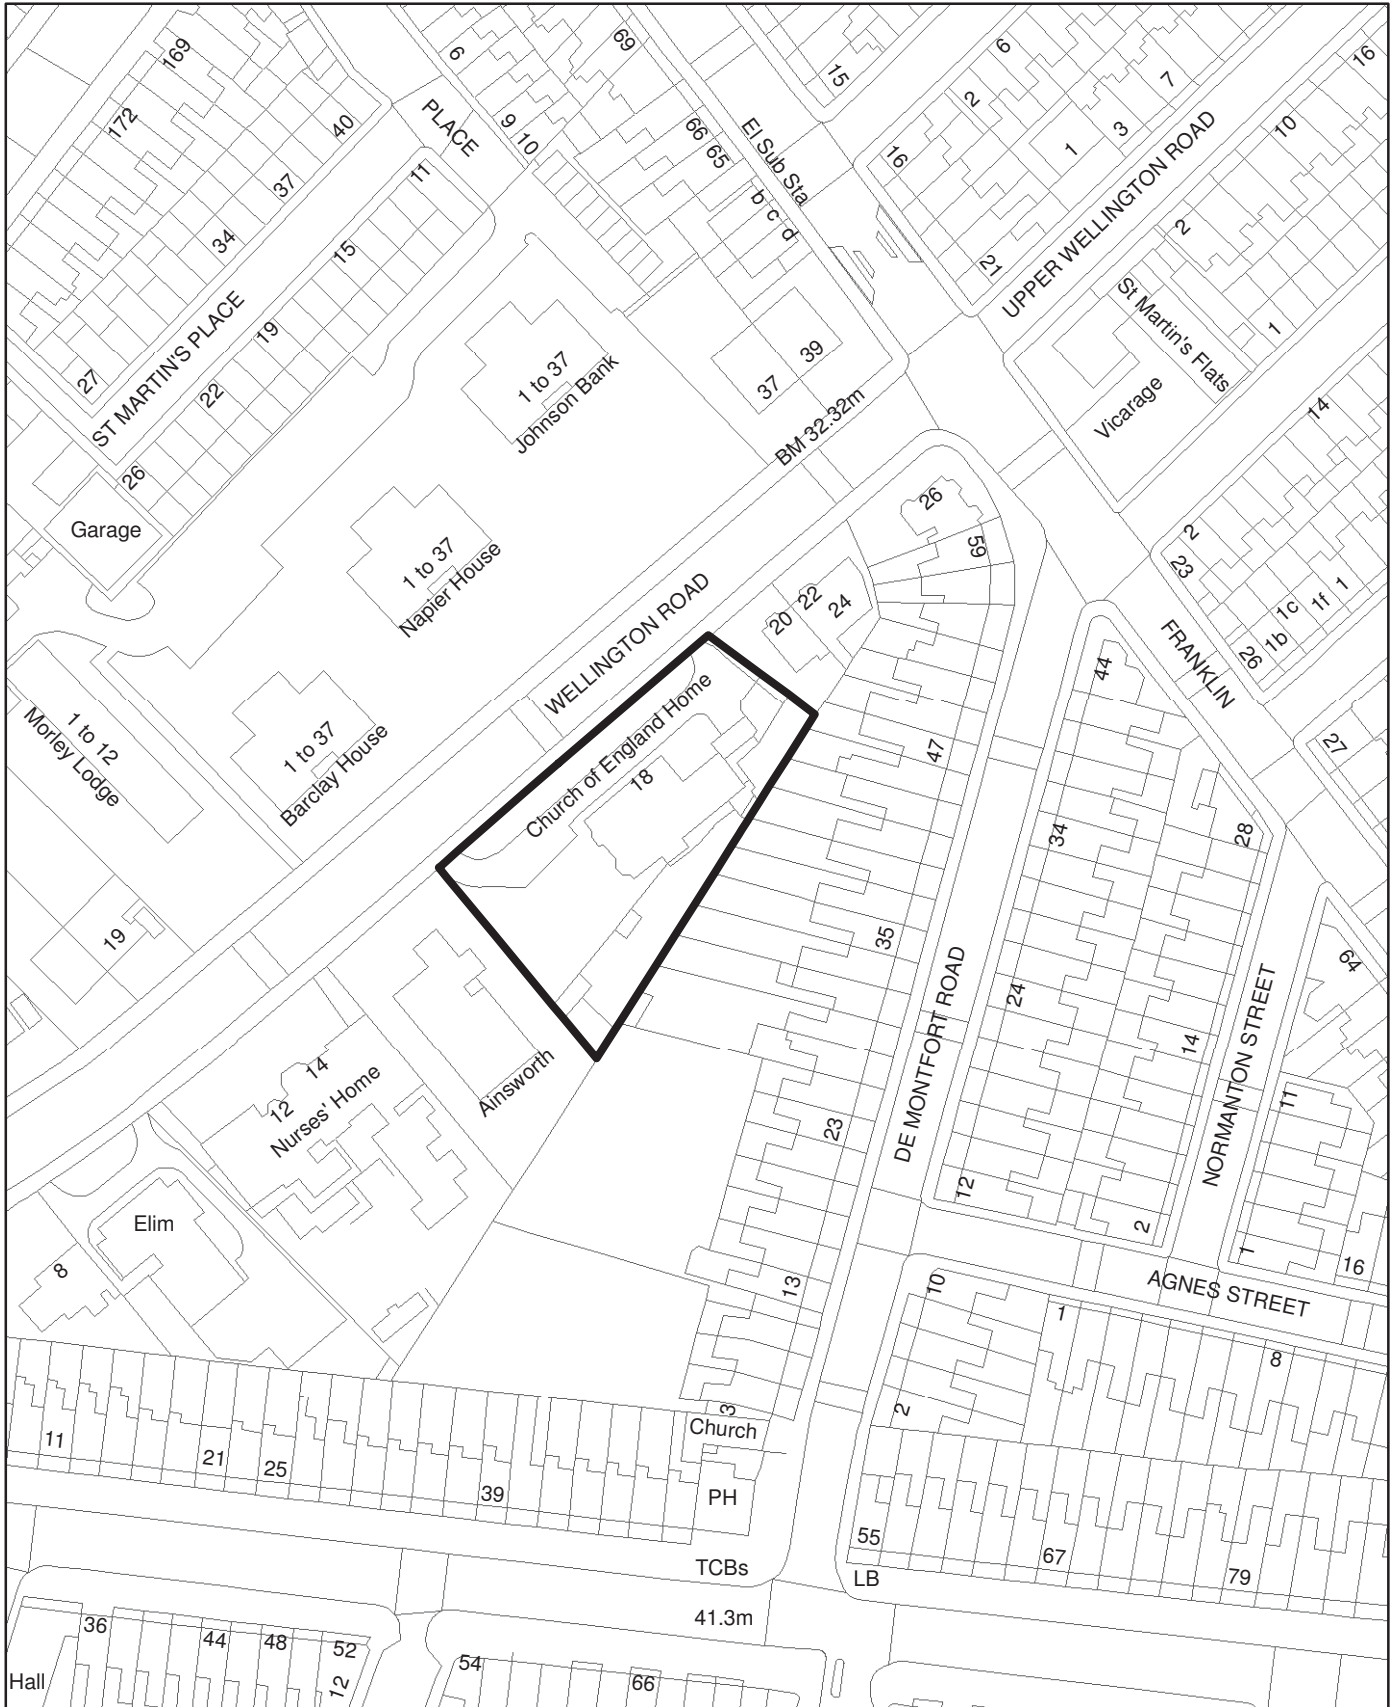 169
172
40
37
34
27
ST MARTIN'S PLACE
PLACE
11
15
19
22
26
Garage
6
9
10
69
66
65
El Sub Sta
b
c
d
15
16
2
6
1
3
7
16
10
21
UPPER WELLINGTON ROAD
2
1
St Martin's Flats
Vicarage
14
2
23
1c
1f
1
1b
26
FRANKLIN
27
39
37
BM 32.32m
1 to 37
Johnson Bank
1 to 37
Napier House
1 to 37
Barclay House
1 to 12
Morley Lodge
19
WELLINGTON ROAD
26
59
20
22
24
Church of England Home
18
47
35
23
13
3
DE MONTFORT ROAD
44
34
24
12
28
14
2
NORMANTON STREET
64
11
1
16
AGNES STREET
Ainsworth
14
12
Nurses' Home
Elim
8
10
2
1
8
11
21
25
39
Church
PH
TCBs
41.3m
LB
55
67
79
36
44
48
52
12
Hall
54
66